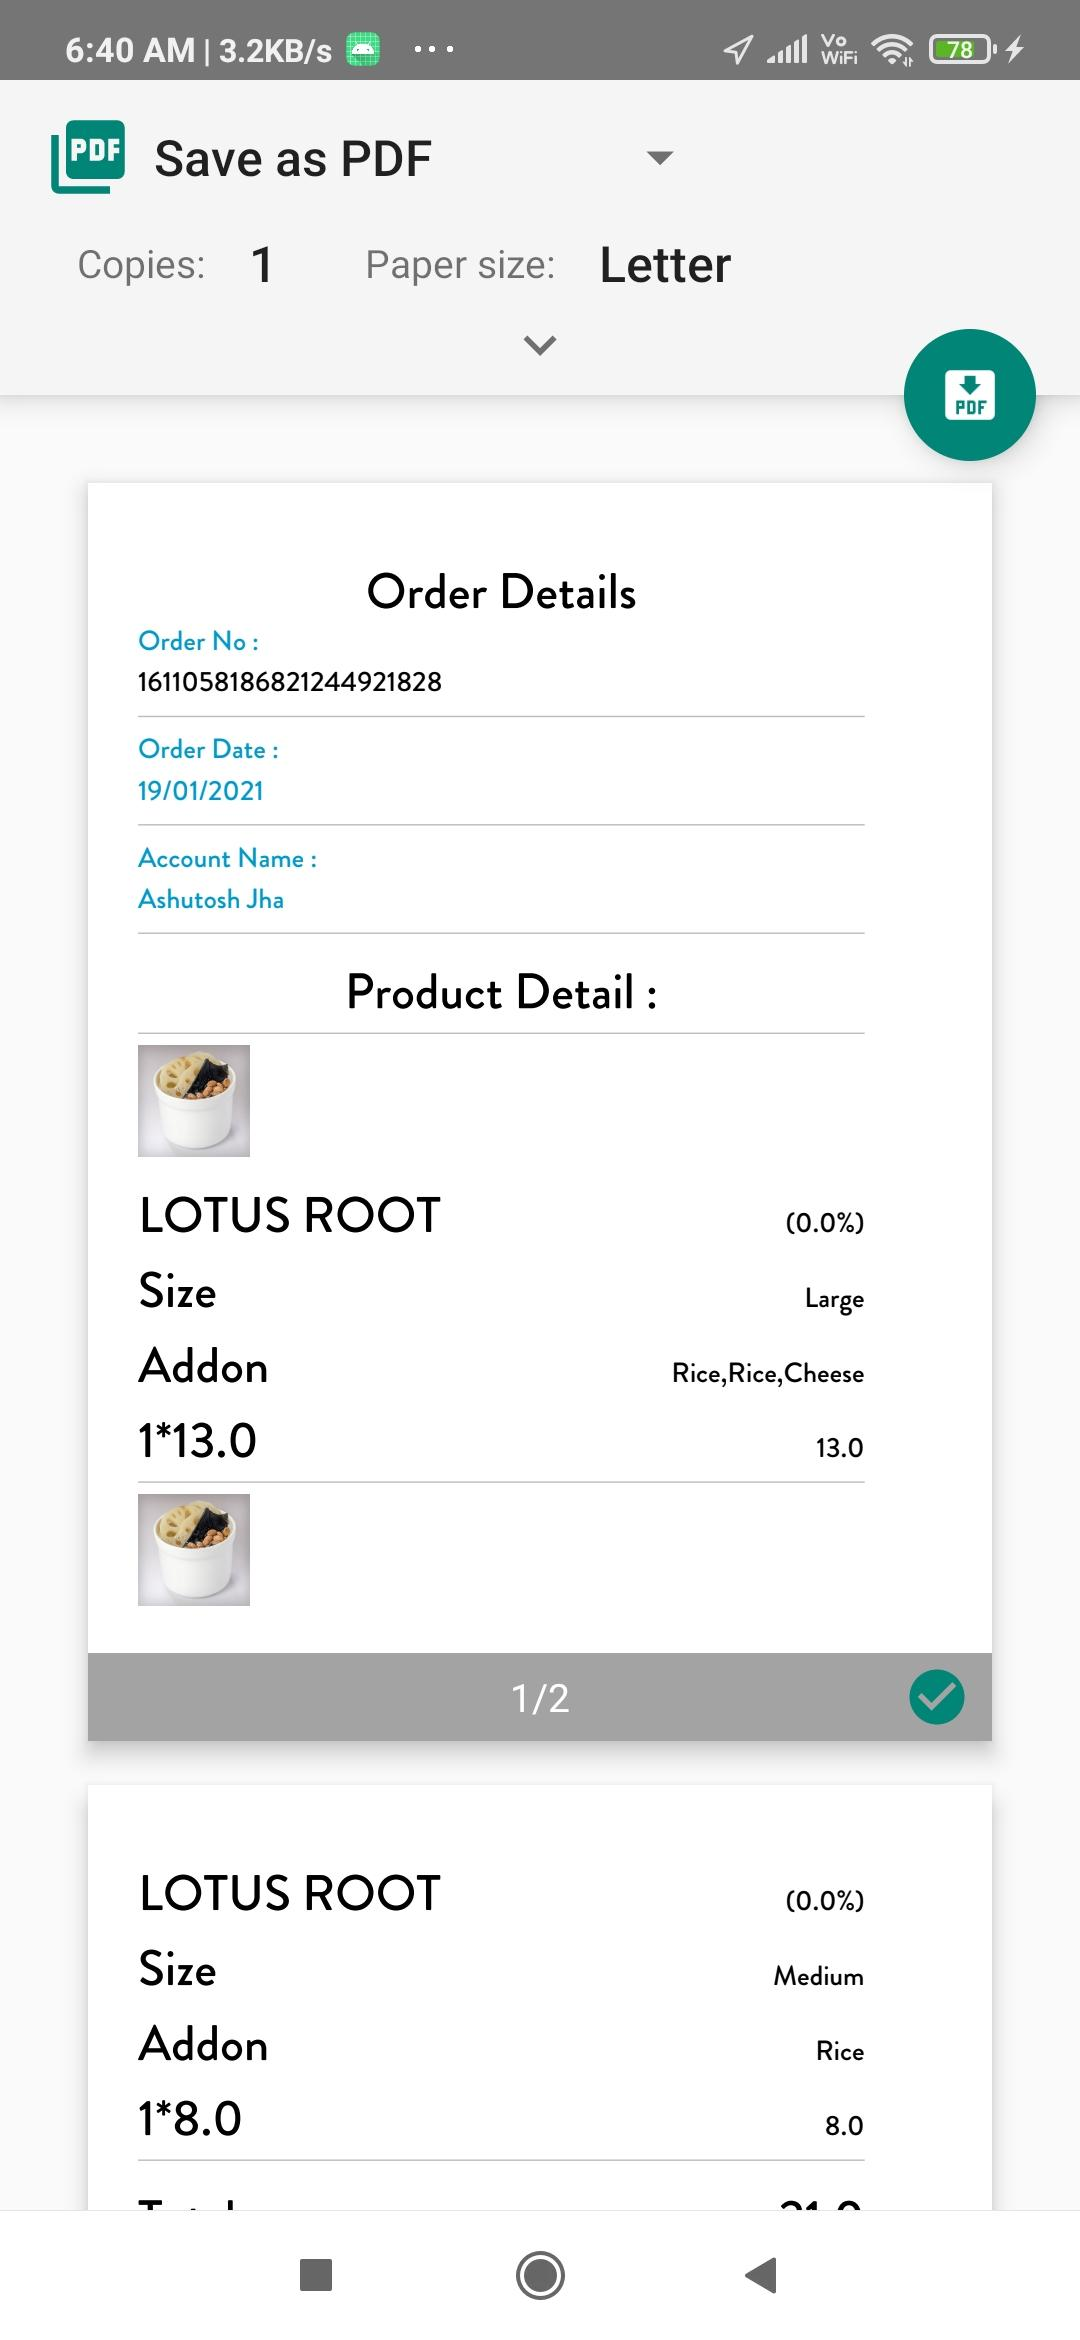 6:40 AM | 3.2KB/s ... Vo WiFi 78
PDF Save as PDF
Copies: 1 Paper size: Letter
PDF
Order Details
Order No :
1611058186821244921828
Order Date :
19/01/2021
Account Name :
Ashutosh Jha
Product Detail :
LOTUS ROOT (0.0%)
Size Large
Addon Rice,Rice,Cheese
1*13.0 13.0
1/2
LOTUS ROOT (0.0%)
Size Medium
Addon Rice
1*8.0 8.0